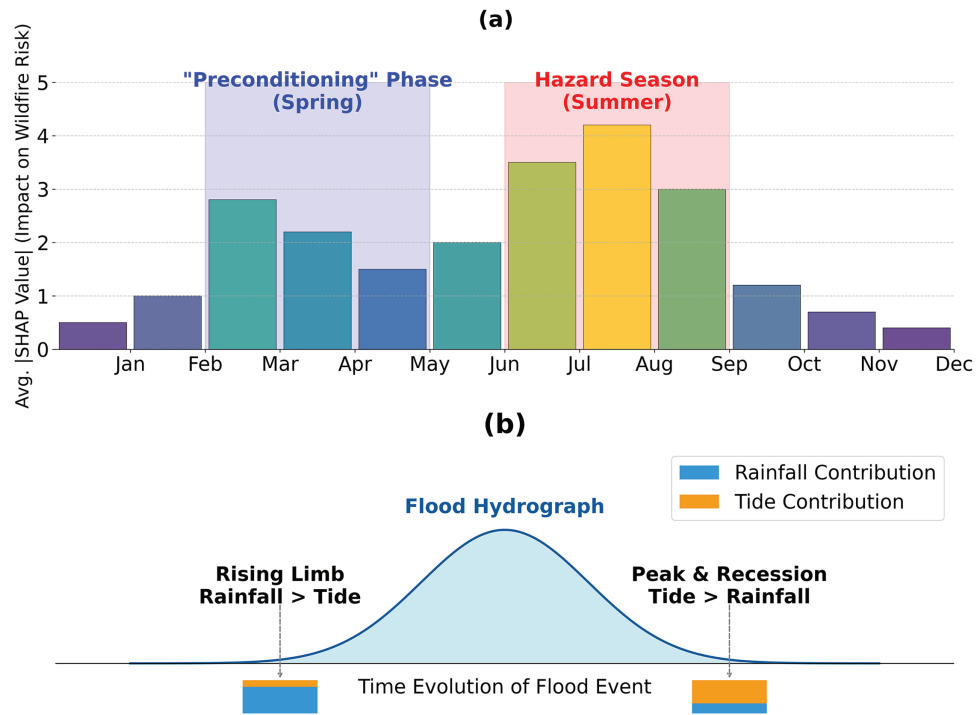 (a)
Avg. |SHAP Value| (Impact on Wildfire Risk)
5
4
3
2
1
0
"Preconditioning" Phase
(Spring)
Hazard Season
(Summer)
Jan Feb Mar Apr May Jun Jul Aug Sep Oct Nov Dec
(b)
Rainfall Contribution
Tide Contribution
Flood Hydrograph
Rising Limb
Rainfall > Tide
Peak & Recession
Tide > Rainfall
Time Evolution of Flood Event